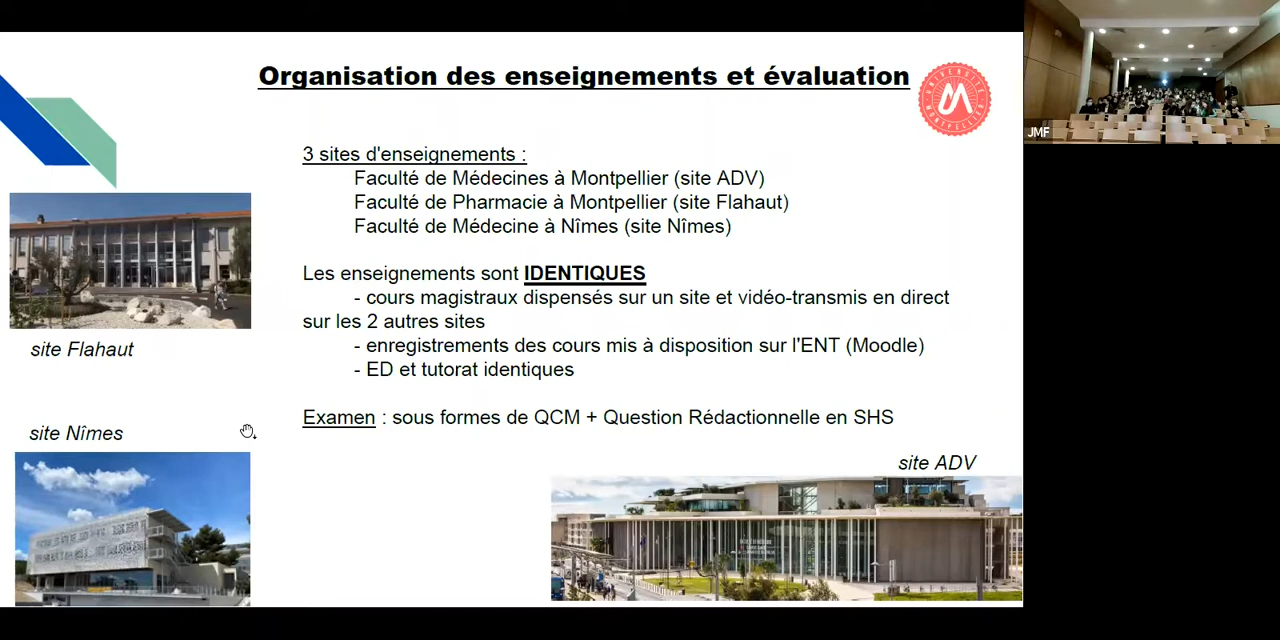 Organisation des enseignements et évaluation
UNIVERSITÉ
MONTPELLIER
JMF
3 sites d'enseignements :
Faculté de Médecines à Montpellier (site ADV)
Faculté de Pharmacie à Montpellier (site Flahaut)
Faculté de Médecine à Nîmes (site Nîmes)
Les enseignements sont IDENTIQUES
- cours magistraux dispensés sur un site et vidéo-transmis en direct
sur les 2 autres sites
- enregistrements des cours mis à disposition sur l'ENT (Moodle)
- ED et tutorat identiques
Examen : sous formes de QCM + Question Rédactionnelle en SHS
site Flahaut
site Nîmes
site ADV